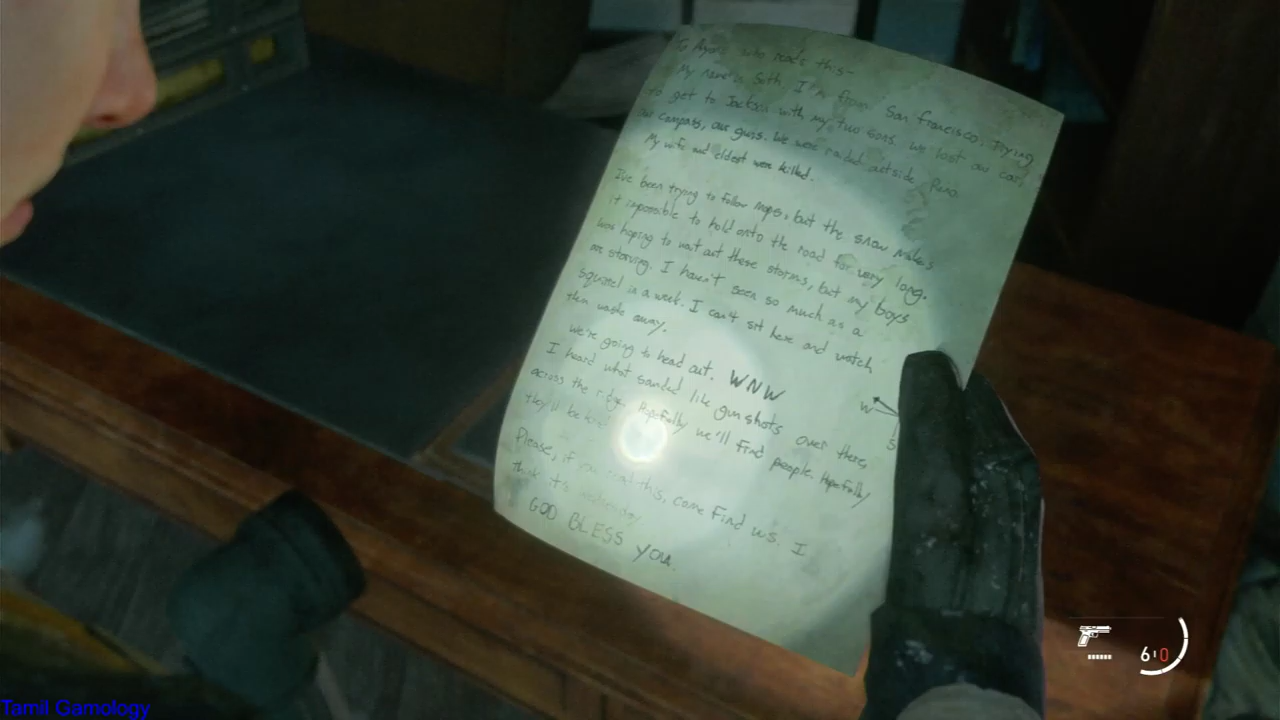 To Anyone who reads this-
My name is Seth. I'm from San Francisco. Trying
to get to Jackson with my two sons. We lost our car,
our compass, our guns. We were raided outside Reno.
My wife and eldest were killed.
I've been trying to follow maps, but the snow makes
it impossible to hold onto the road for very long.
I was hoping to wait out these storms, but my boys
are starving. I haven't seen so much as a
squirrel in a week. I can't sit here and watch
them waste away.
We're going to head out. WNW
I heard what sounded like gunshots over there,
across the ridge. Hopefully we'll find people. Hopefully
they'll be
Please, if you read this, come find us. I
think it's Wednesday.
GOD BLESS YOU.
W
S
6 0
Tamil Gamology